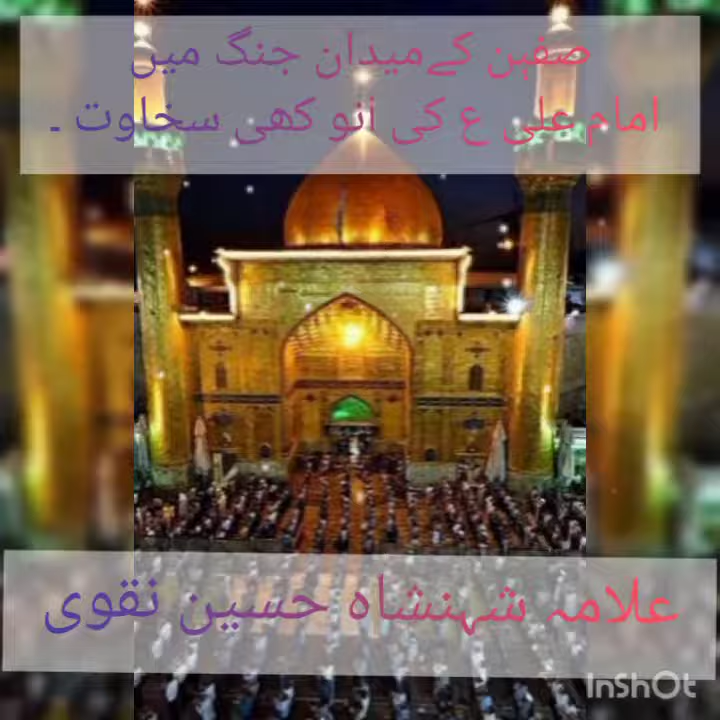 صفین کےمیدان جنگ میں
امام علی ع کی انو کھی سخاوت ۔
علامہ شہنشاہ حسین نقوی
InShOt